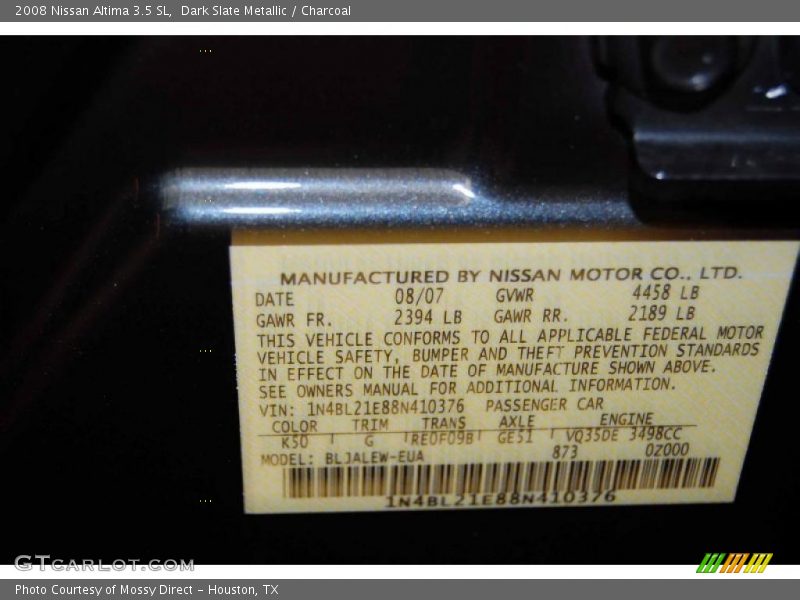 2008 Nissan Altima 3.5 SL, Dark Slate Metallic / Charcoal
MANUFACTURED BY NISSAN MOTOR CO., LTD.
DATE 08/07 GVWR 4458 LB
GAWR FR. 2394 LB GAWR RR. 2189 LB
THIS VEHICLE CONFORMS TO ALL APPLICABLE FEDERAL MOTOR
VEHICLE SAFETY, BUMPER AND THEFT PREVENTION STANDARDS
IN EFFECT ON THE DATE OF MANUFACTURE SHOWN ABOVE.
SEE OWNERS MANUAL FOR ADDITIONAL INFORMATION.
VIN: 1N4BL21E88N410376 PASSENGER CAR
COLOR TRIM TRANS AXLE ENGINE
K50 G RE0F09B GE51 VQ35DE 3498CC
MODEL: BLJALEW-EUA 873 0Z000
1N4BL21E88N410376
GTCARLOT.COM
Photo Courtesy of Mossy Direct – Houston, TX